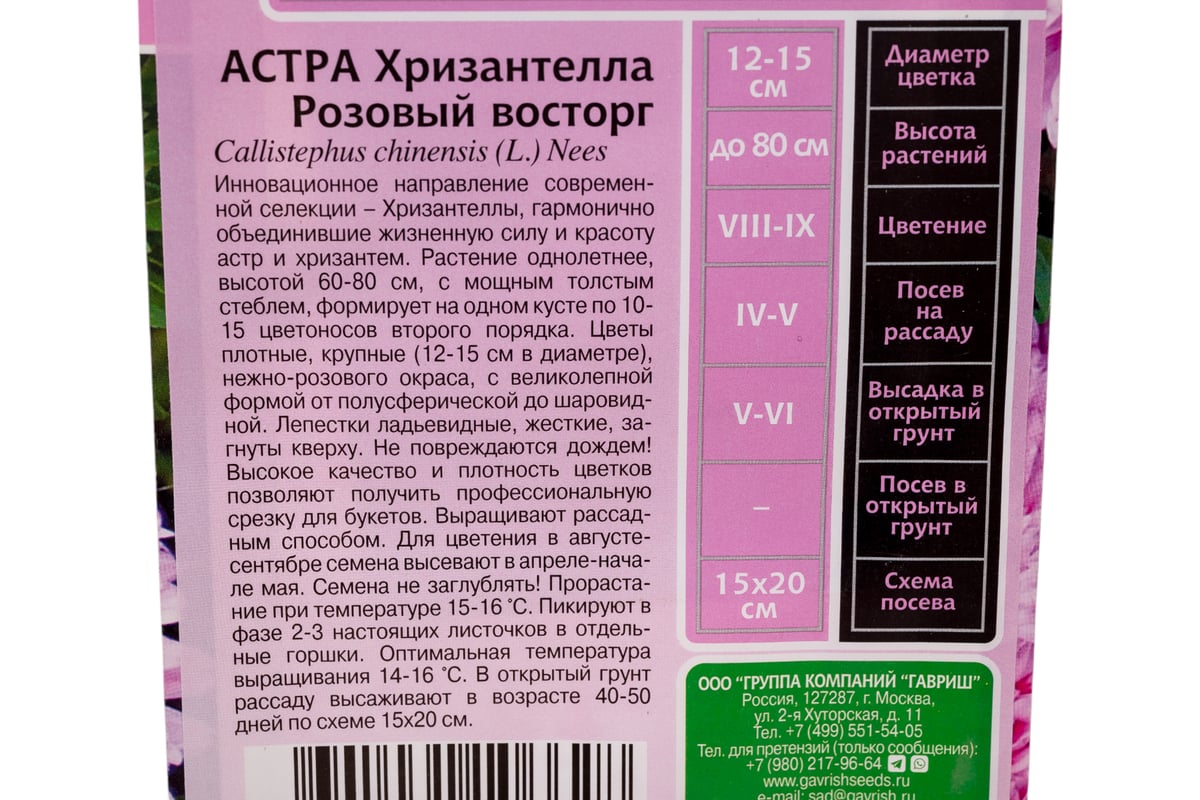 АСТРА Хризантелла
Розовый восторг
Callistephus chinensis (L.) Nees
Инновационное направление современ-
ной селекции – Хризантеллы, гармонично
объединившие жизненную силу и красоту
астр и хризантем. Растение однолетнее,
высотой 60-80 см, с мощным толстым
стеблем, формирует на одном кусте по 10-
15 цветоносов второго порядка. Цветы
плотные, крупные (12-15 см в диаметре),
нежно-розового окраса, с великолепной
формой от полусферической до шаровид-
ной. Лепестки ладьевидные, жесткие, за-
гнуты кверху. Не повреждаются дождем!
Высокое качество и плотность цветков
позволяют получить профессиональную
срезку для букетов. Выращивают рассад-
ным способом. Для цветения в августе-
сентябре семена высевают в апреле-нача-
ле мая. Семена не заглублять! Прораста-
ние при температуре 15-16 °С. Пикируют в
фазе 2-3 настоящих листочков в отдель-
ные горшки. Оптимальная температура
выращивания 14-16 °С. В открытый грунт
рассаду высаживают в возрасте 40-50
дней по схеме 15х20 см.
12-15
см
Диаметр
цветка
до 80 см
Высота
растений
VIII-IX
Цветение
IV-V
Посев
на
рассаду
V-VI
Высадка в
открытый
грунт
–
Посев в
открытый
грунт
15х20
см
Схема
посева
ООО "ГРУППА КОМПАНИЙ "ГАВРИШ"
Россия, 127287, г. Москва,
ул. 2-я Хуторская, д. 11
Тел. +7 (499) 551-54-05
Тел. для претензий (только сообщения):
+7 (980) 217-96-64
www.gavrishseeds.ru
e-mail: sad@gavrish.ru